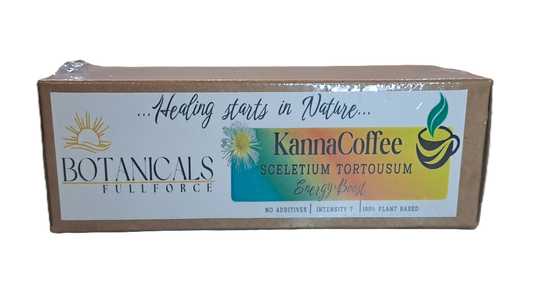 ...Healing starts in Nature...
BOTANICALS
FULLFORCE
KannaCoffee
SCELETIUM TORTOUSUM
Energy Boost
NO ADDITIVES | INTENSITY 7 | 100% PLANT BASED